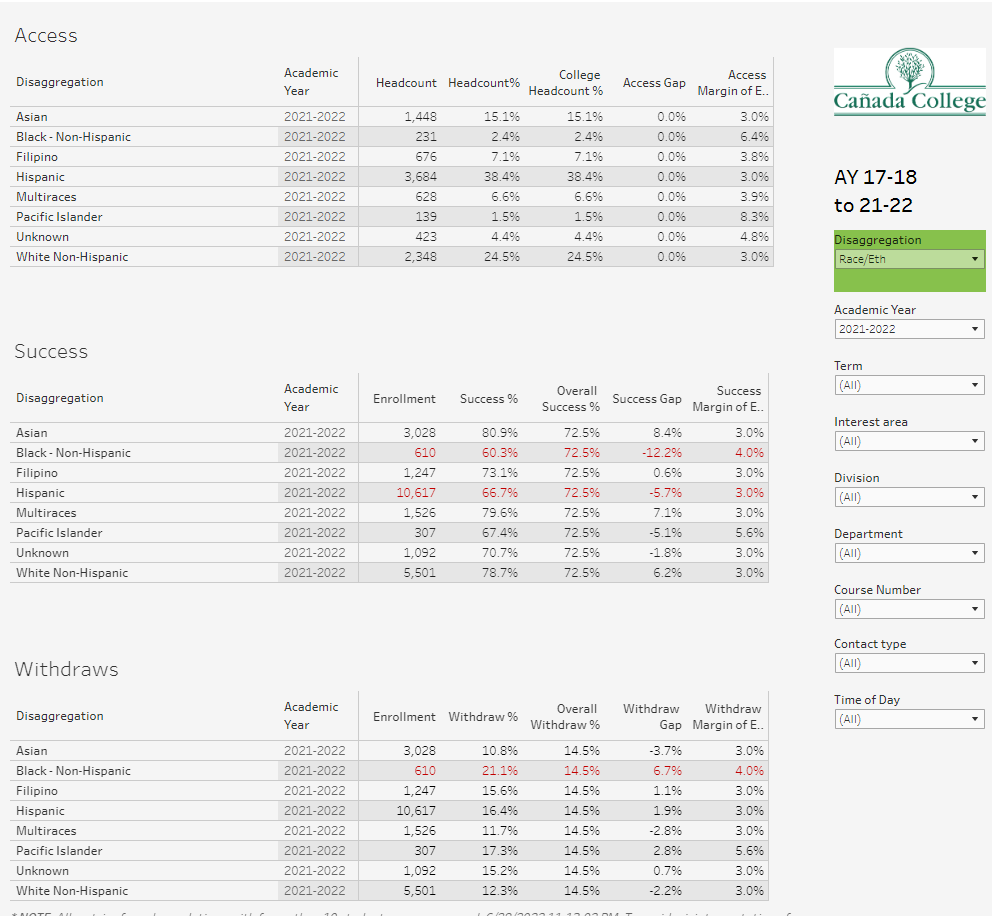 Access
Disaggregation Academic Year Headcount Headcount% College Headcount % Access Gap Access Margin of E..
Asian 2021-2022 1,448 15.1% 15.1% 0.0% 3.0%
Black - Non-Hispanic 2021-2022 231 2.4% 2.4% 0.0% 6.4%
Filipino 2021-2022 676 7.1% 7.1% 0.0% 3.8%
Hispanic 2021-2022 3,684 38.4% 38.4% 0.0% 3.0%
Multiraces 2021-2022 628 6.6% 6.6% 0.0% 3.9%
Pacific Islander 2021-2022 139 1.5% 1.5% 0.0% 8.3%
Unknown 2021-2022 423 4.4% 4.4% 0.0% 4.8%
White Non-Hispanic 2021-2022 2,348 24.5% 24.5% 0.0% 3.0%
Success
Disaggregation Academic Year Enrollment Success % Overall Success % Success Gap Success Margin of E..
Asian 2021-2022 3,028 80.9% 72.5% 8.4% 3.0%
Black - Non-Hispanic 2021-2022 610 60.3% 72.5% -12.2% 4.0%
Filipino 2021-2022 1,247 73.1% 72.5% 0.6% 3.0%
Hispanic 2021-2022 10,617 66.7% 72.5% -5.7% 3.0%
Multiraces 2021-2022 1,526 79.6% 72.5% 7.1% 3.0%
Pacific Islander 2021-2022 307 67.4% 72.5% -5.1% 5.6%
Unknown 2021-2022 1,092 70.7% 72.5% -1.8% 3.0%
White Non-Hispanic 2021-2022 5,501 78.7% 72.5% 6.2% 3.0%
Withdraws
Disaggregation Academic Year Enrollment Withdraw % Overall Withdraw % Withdraw Gap Withdraw Margin of E..
Asian 2021-2022 3,028 10.8% 14.5% -3.7% 3.0%
Black - Non-Hispanic 2021-2022 610 21.1% 14.5% 6.7% 4.0%
Filipino 2021-2022 1,247 15.6% 14.5% 1.1% 3.0%
Hispanic 2021-2022 10,617 16.4% 14.5% 1.9% 3.0%
Multiraces 2021-2022 1,526 11.7% 14.5% -2.8% 3.0%
Pacific Islander 2021-2022 307 17.3% 14.5% 2.8% 5.6%
Unknown 2021-2022 1,092 15.2% 14.5% 0.7% 3.0%
White Non-Hispanic 2021-2022 5,501 12.3% 14.5% -2.2% 3.0%
Cañada College
AY 17-18
to 21-22
Disaggregation
Race/Eth
Academic Year
2021-2022
Term
(All)
Interest area
(All)
Division
(All)
Department
(All)
Course Number
(All)
Contact type
(All)
Time of Day
(All)